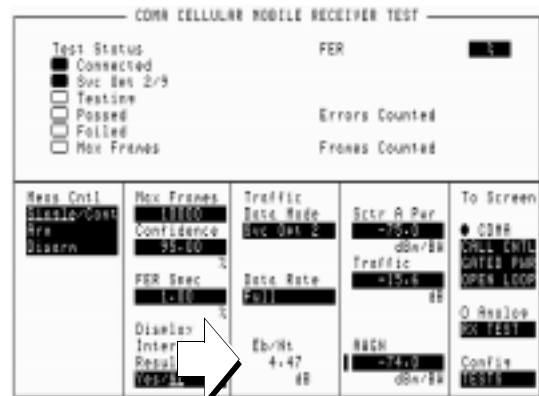 CDMA CELLULAR MOBILE RECEIVER TEST
Test Status
FER
%
Connected
Svc Opt 2/9
Testing
Passed
Errors Counted
Failed
Max Frames
Frames Counted
Meas Cntl
Single/Cont
Arm
Disarm
Max Frames
10000
Confidence
95.00
%
FER Spec
1.00
%
Display
Yes/No
Traffic
Data Mode
Svc Opt 2
Data Rate
Full
Eb/Nt
4.47
dB
Sctr A Pwr
-75.0
dBm/BW
Traffic
-15.6
dB
AWGN
-74.0
dBm/BW
To Screen
CDMA
CALL CNTL
GATED PWR
OPEN LOOP
Analog
RX TEST
Config
TESTS